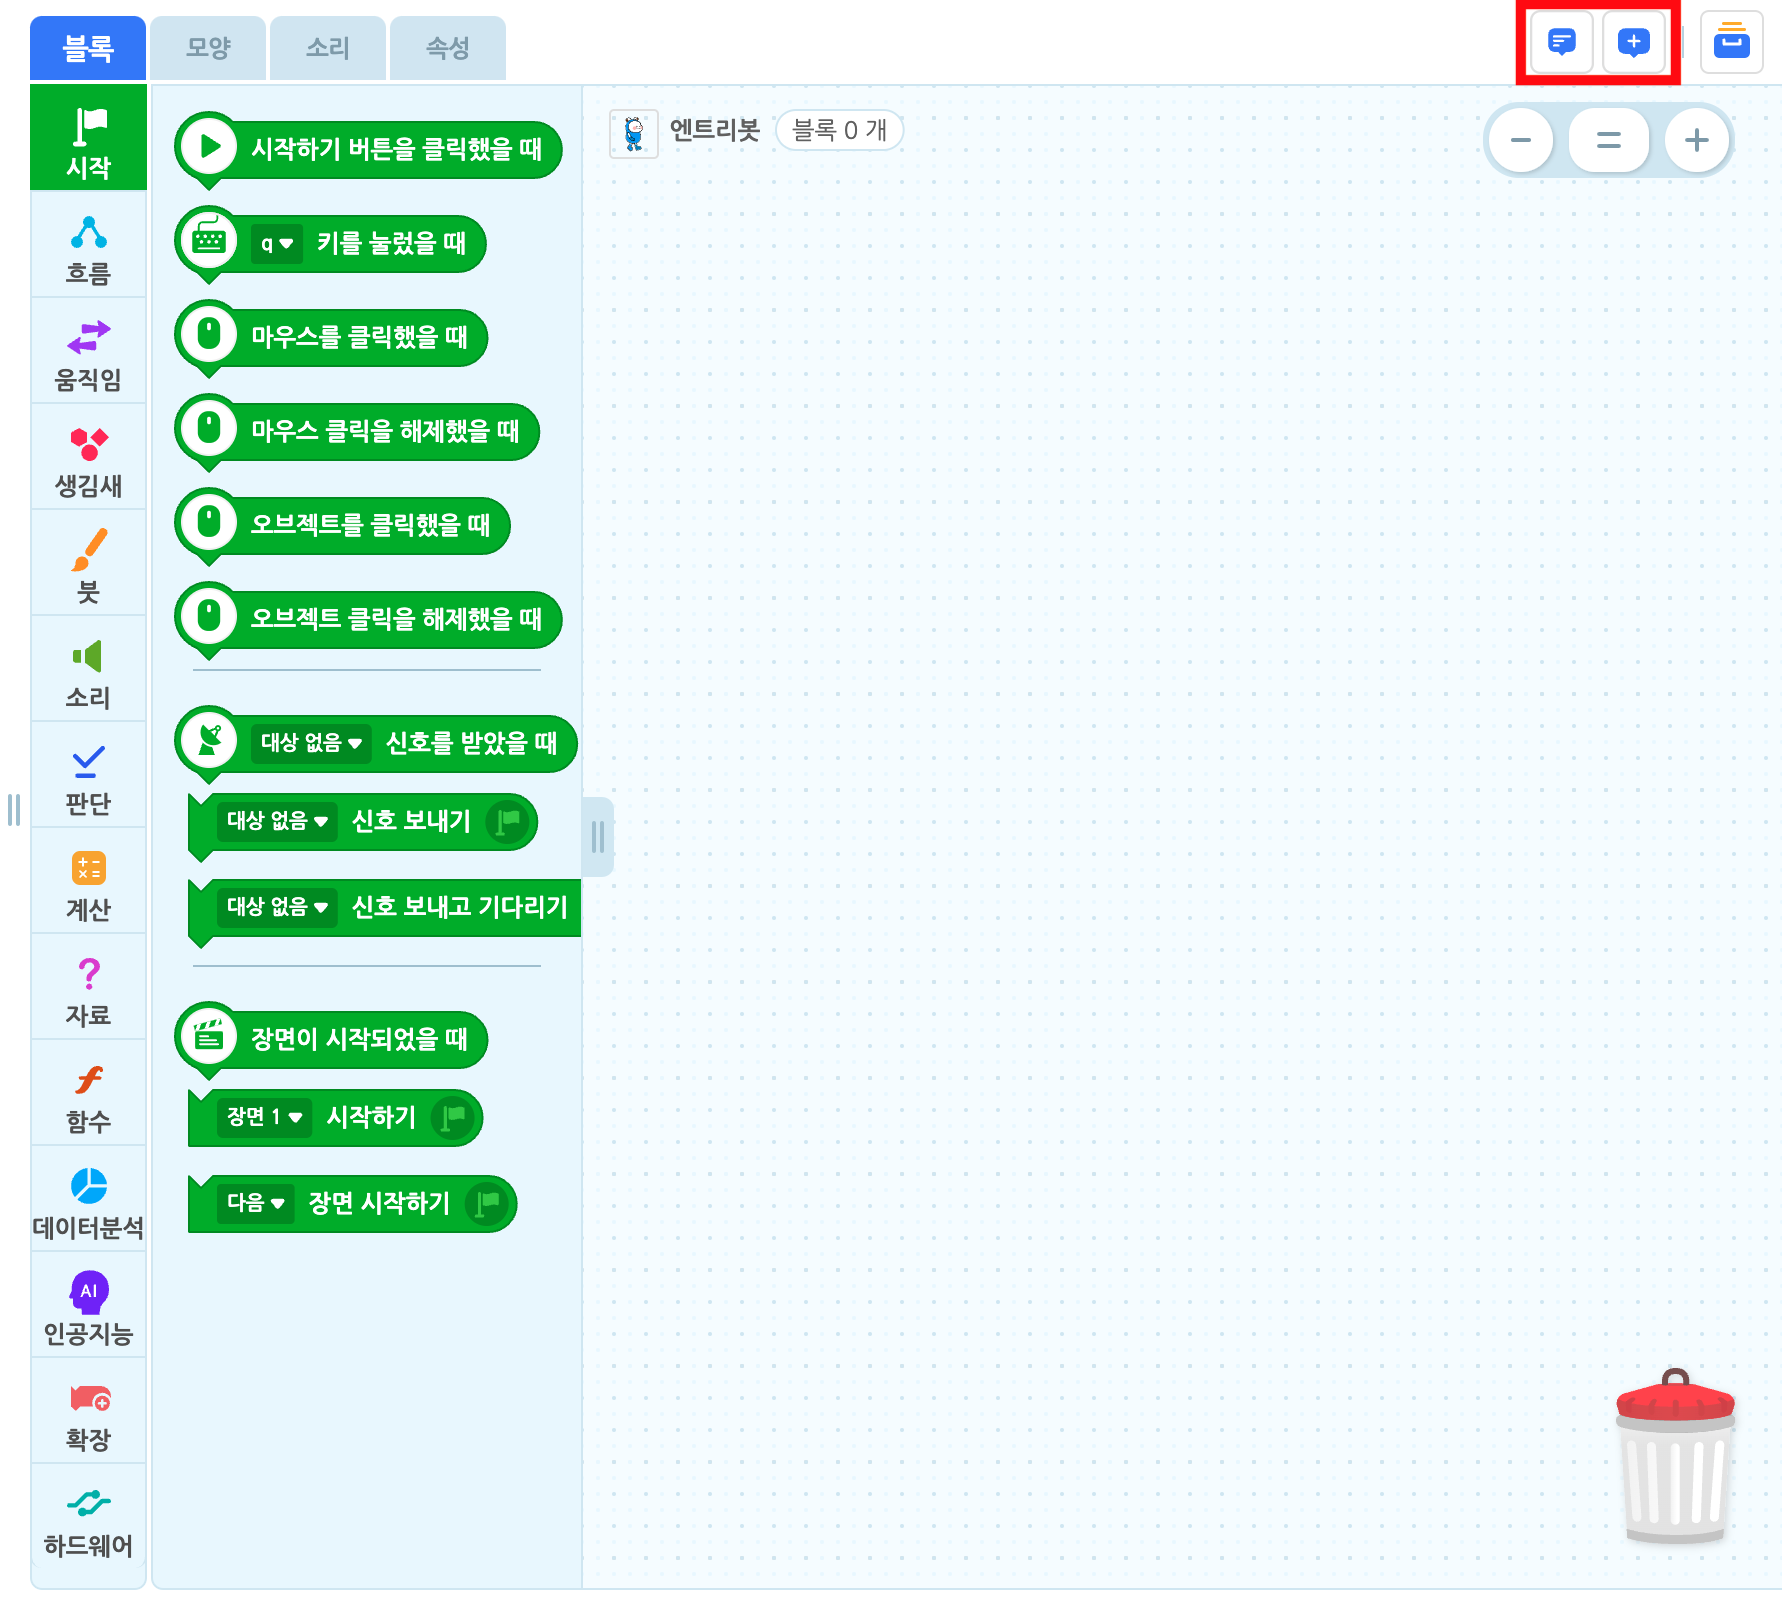 블록 모양 소리 속성
시작
흐름
움직임
생김새
붓
소리
판단
계산
자료
함수
데이터분석
AI
인공지능
확장
하드웨어
시작하기 버튼을 클릭했을 때
q 키를 눌렀을 때
마우스를 클릭했을 때
마우스 클릭을 해제했을 때
오브젝트를 클릭했을 때
오브젝트 클릭을 해제했을 때
대상 없음 신호를 받았을 때
대상 없음 신호 보내기
대상 없음 신호 보내고 기다리기
장면이 시작되었을 때
장면 1 시작하기
다음 장면 시작하기
엔트리봇 블록 0 개